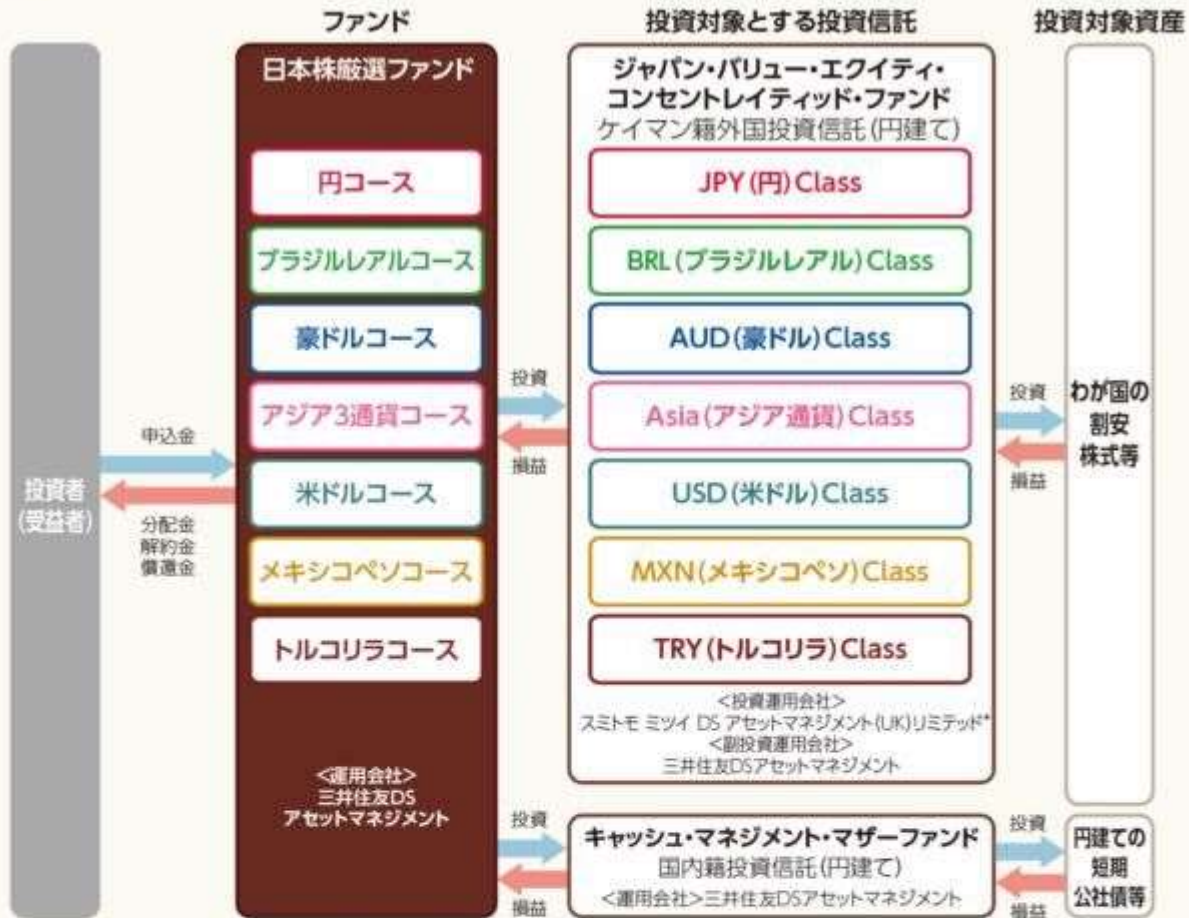 ファンド
投資対象とする投資信託
投資対象資産
投資者
(受益者)
申込金
分配金
解約金
償還金
日本株厳選ファンド
円コース
ブラジルレアルコース
豪ドルコース
アジア3通貨コース
米ドルコース
メキシコペソコース
トルコリラコース
<運用会社>
三井住友DS
アセットマネジメント
投資
損益
ジャパン・バリュー・エクイティ・
コンセントレイティッド・ファンド
ケイマン籍外国投資信託(円建て)
JPY(円)Class
BRL(ブラジルレアル)Class
AUD(豪ドル)Class
Asia(アジア通貨)Class
USD(米ドル)Class
MXN(メキシコペソ)Class
TRY(トルコリラ)Class
<投資運用会社>
スミトモ ミツイ DS アセットマネジメント(UK)リミテッド*
<副投資運用会社>
三井住友DSアセットマネジメント
投資
損益
わが国の
割安
株式等
投資
損益
キャッシュ・マネジメント・マザーファンド
国内籍投資信託(円建て)
<運用会社>三井住友DSアセットマネジメント
投資
損益
円建ての
短期
公社債等